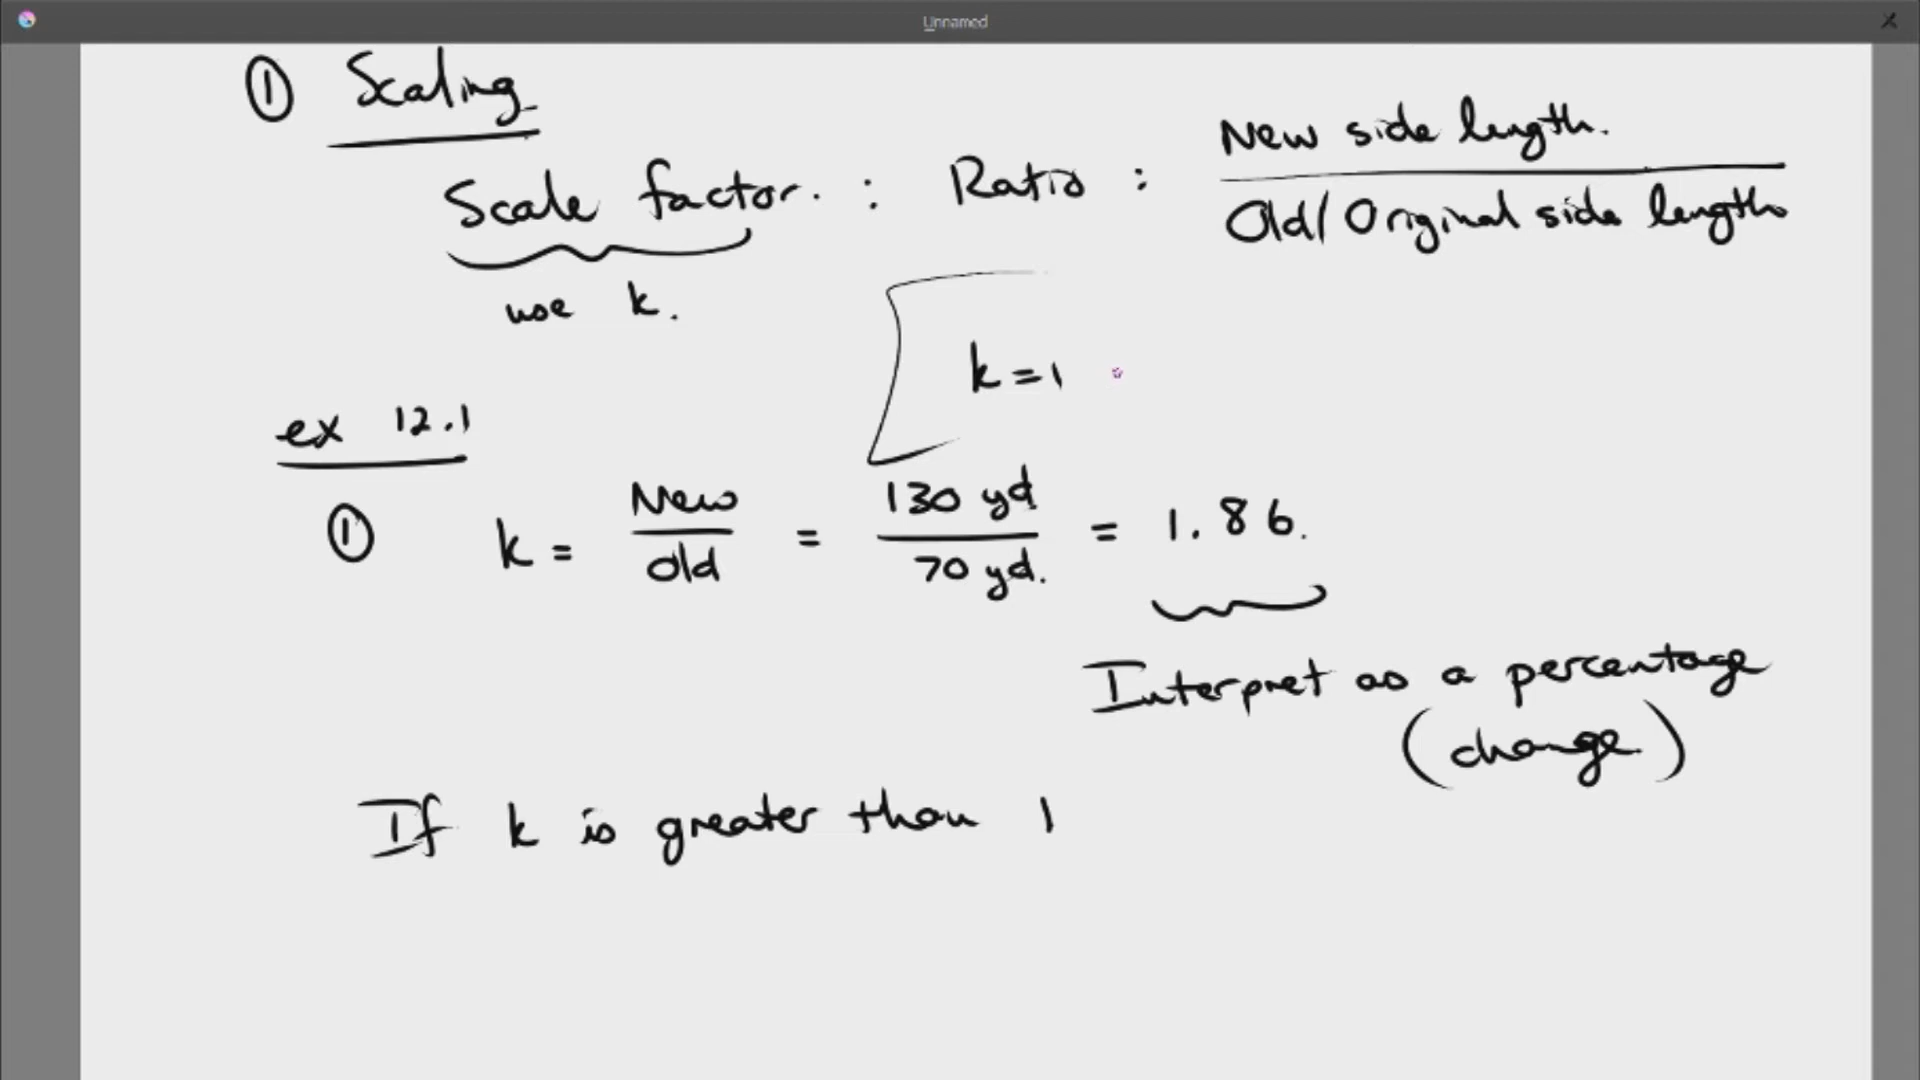 Unnamed
① Scaling
Scale factor. : Ratio : New side length. / Old/Original side length
use k.
k = 1
ex 12.1
① k = New / Old = 130 yd / 70 yd. = 1.86.
Interpret as a percentage
(change)
If k is greater than 1